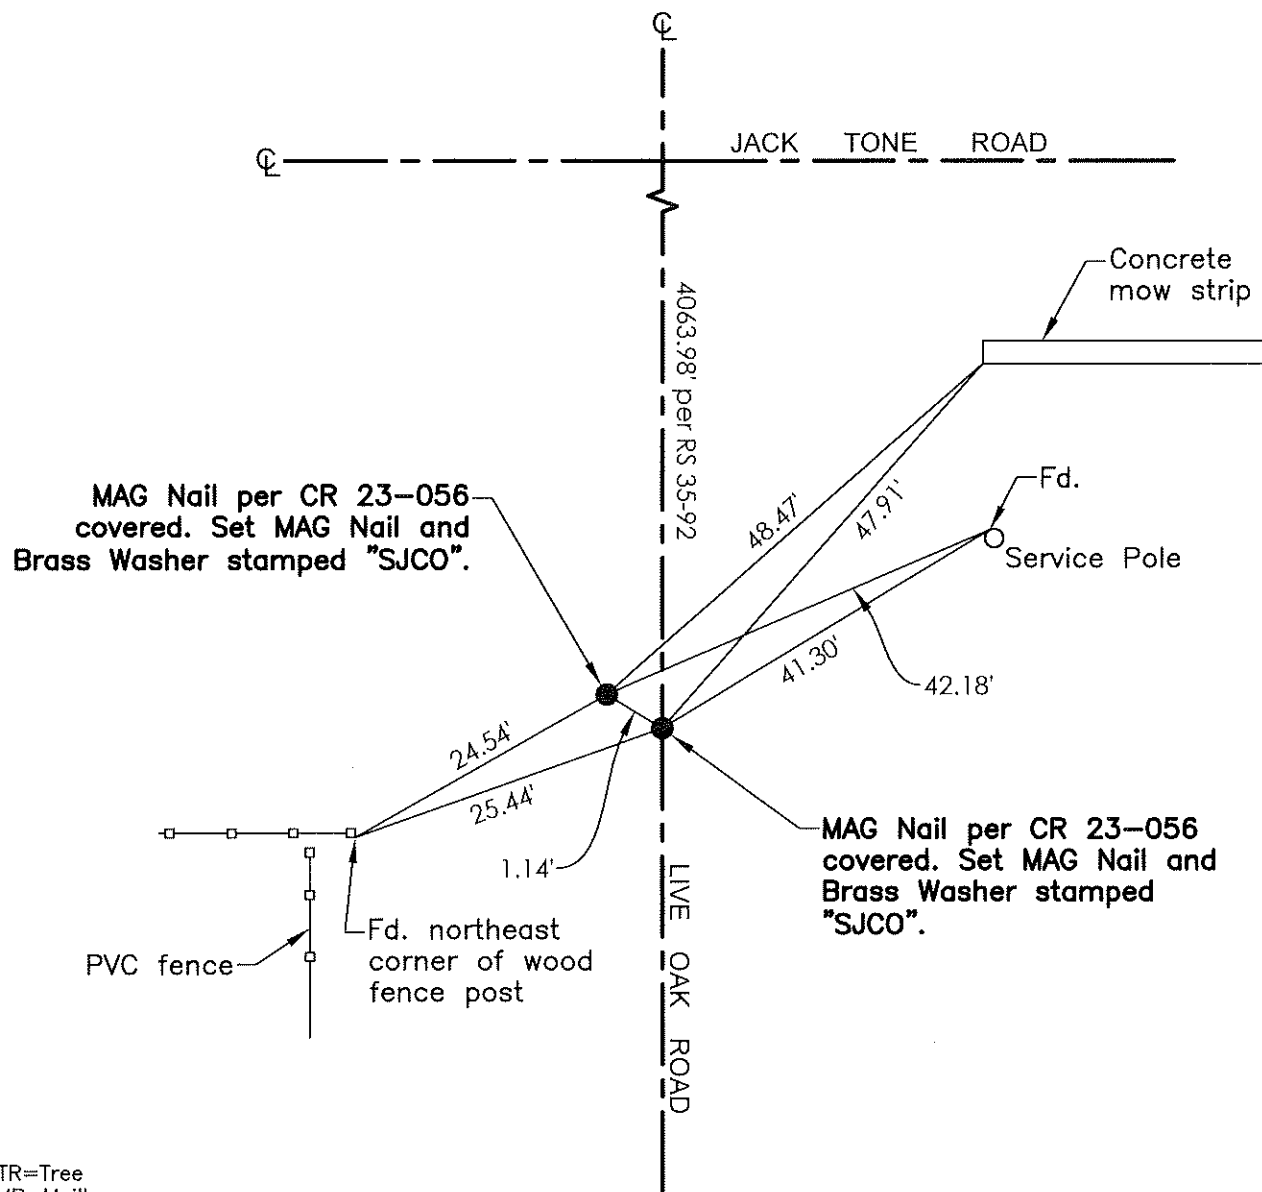 ℄
℄
JACK TONE ROAD
Concrete
mow strip
4063.98' per RS 35-92
MAG Nail per CR 23-056
covered. Set MAG Nail and
Brass Washer stamped "SJCO".
48.47'
47.91'
Fd.
Service Pole
41.30'
42.18'
24.54'
25.44'
1.14'
MAG Nail per CR 23-056
covered. Set MAG Nail and
Brass Washer stamped
"SJCO".
LIVE OAK ROAD
Fd. northeast
corner of wood
fence post
PVC fence
TR=Tree